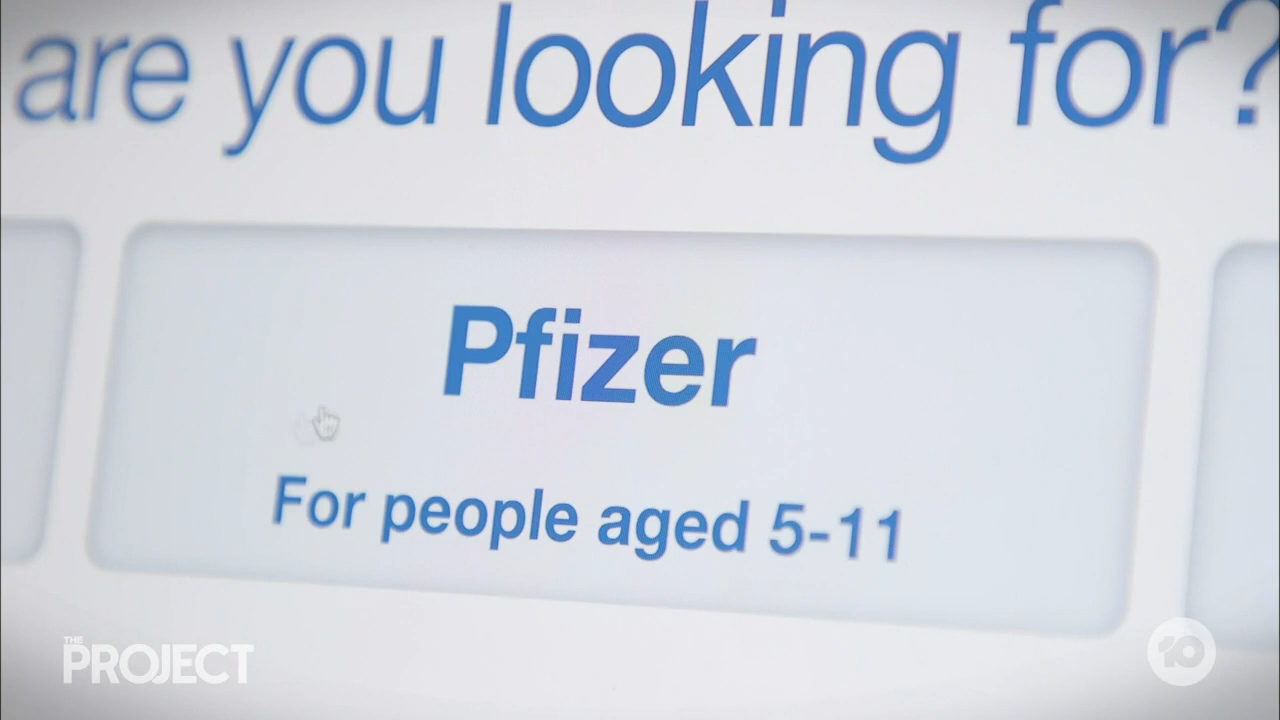 are you looking for?
Pfizer
For people aged 5-11
THE
PROJECT
10